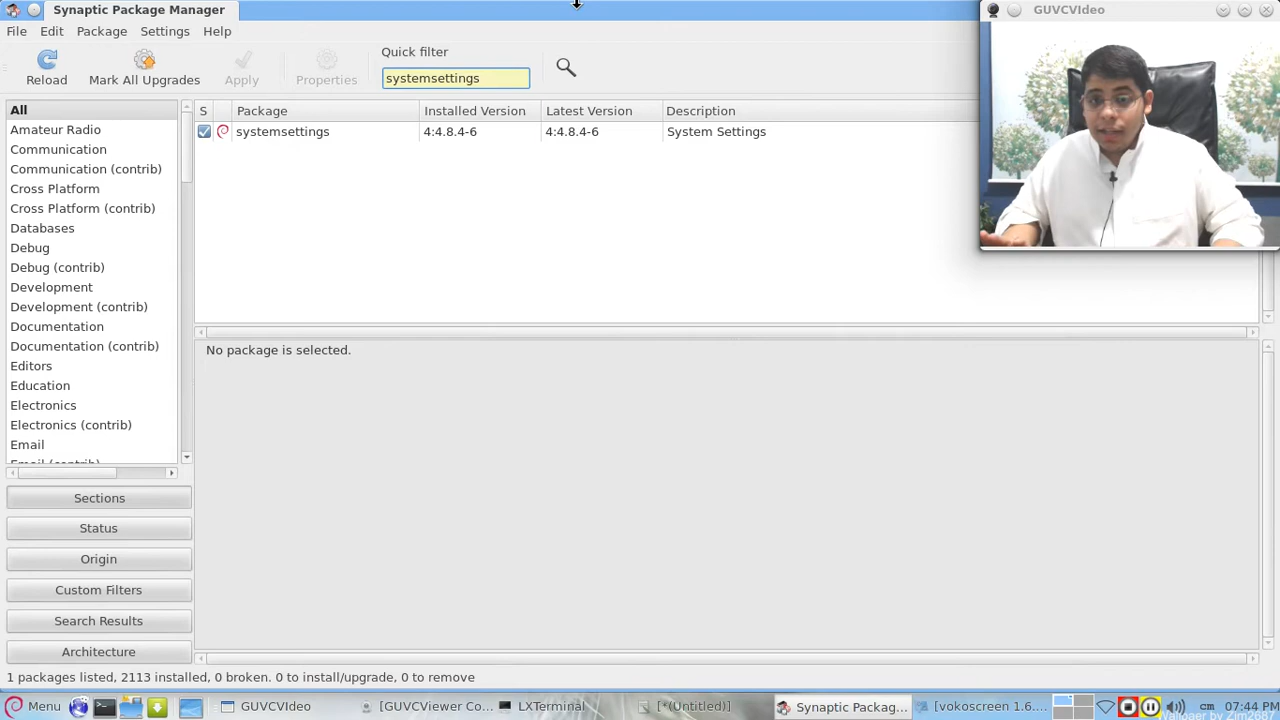 Synaptic Package Manager
GUVCVIdeo
File Edit Package Settings Help
Quick filter
Reload Mark All Upgrades Apply Properties systemsettings
All
S Package Installed Version Latest Version Description
systemsettings 4:4.8.4-6 4:4.8.4-6 System Settings
Amateur Radio
Communication
Communication (contrib)
Cross Platform
Cross Platform (contrib)
Databases
Debug
Debug (contrib)
Development
Development (contrib)
Documentation
Documentation (contrib)
Editors
Education
Electronics
Electronics (contrib)
Email
Email (contrib)
No package is selected.
Sections
Status
Origin
Custom Filters
Search Results
Architecture
1 packages listed, 2113 installed, 0 broken. 0 to install/upgrade, 0 to remove
Menu GUVCVIdeo [GUVCViewer Co... LXTerminal [*(Untitled)] Synaptic Packag... [vokoscreen 1.6.... cm 07:44 PM